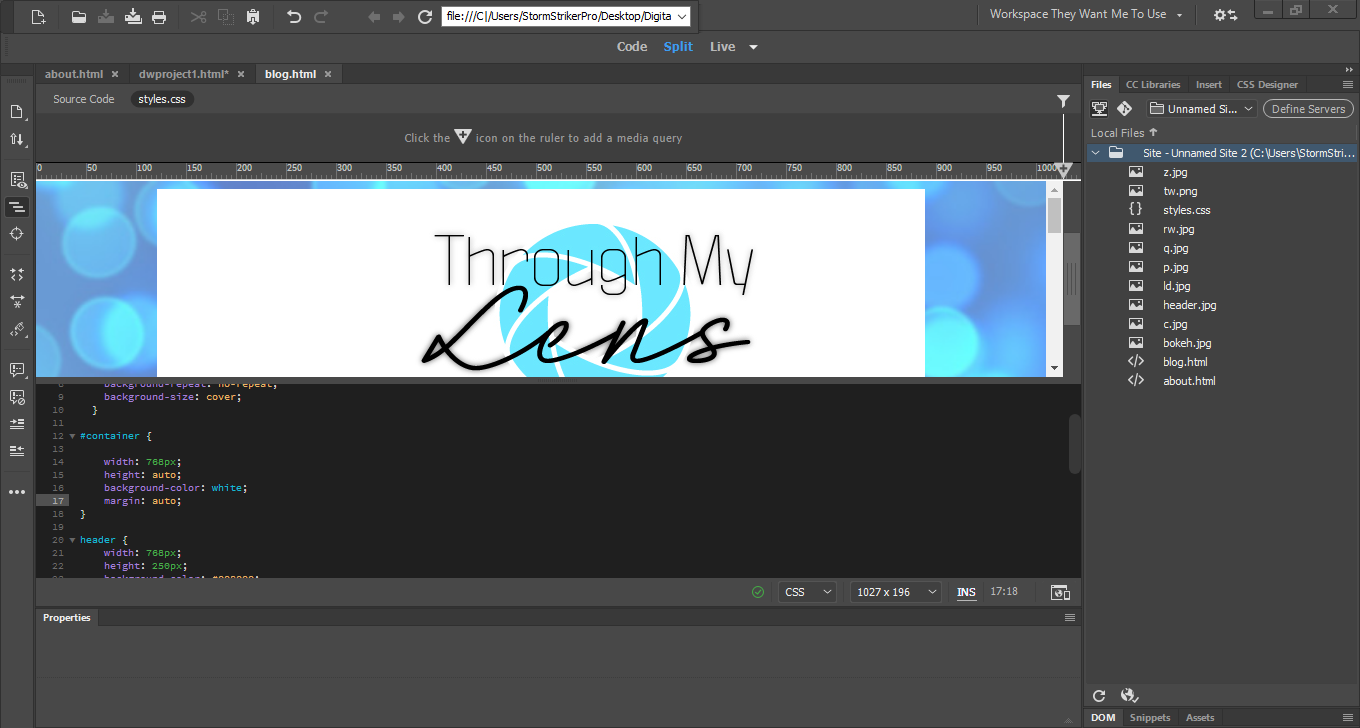 file:///C|/Users/StormStrikerPro/Desktop/Digita
Workspace They Want Me To Use
Code Split Live
about.html × dwproject1.html* × blog.html ×
Source Code styles.css
Click the icon on the ruler to add a media query
0 50 100 150 200 250 300 350 400 450 500 550 600 650 700 750 800 850 900 950 1000
Through My
Lens
8 background-repeat: no-repeat;
9 background-size: cover;
10 }
11
12 #container {
13
14 width: 768px;
15 height: auto;
16 background-color: white;
17 margin: auto;
18 }
19
20 header {
21 width: 768px;
22 height: 250px;
CSS 1027 x 196 INS 17:18
Properties
Files CC Libraries Insert CSS Designer
Unnamed Si... Define Servers
Local Files
Site - Unnamed Site 2 (C:\Users\StormStri...
z.jpg
tw.png
styles.css
rw.jpg
q.jpg
p.jpg
ld.jpg
header.jpg
c.jpg
bokeh.jpg
blog.html
about.html
DOM Snippets Assets